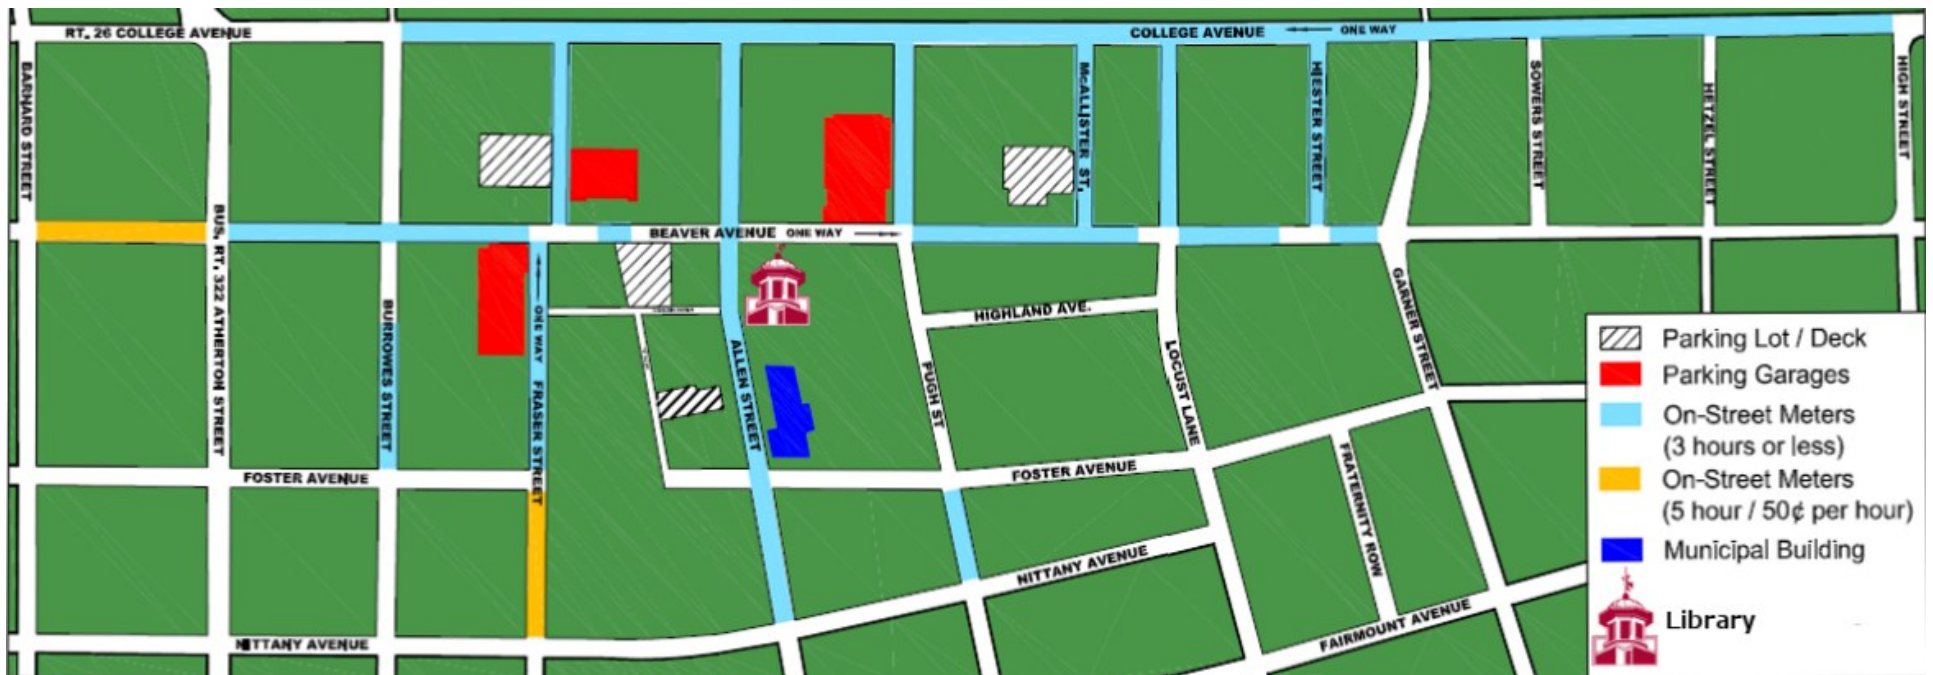 RT. 26 COLLEGE AVENUE
COLLEGE AVENUE
ONE WAY
BARNARD STREET
McALLISTER ST.
HIESTER STREET
SOWERS STREET
HETZEL STREET
HIGH STREET
BUS. RT. 322 ATHERTON STREET
BEAVER AVENUE
ONE WAY
BURROWES STREET
ONE WAY
FRASER STREET
ALLEN STREET
PUGH ST
HIGHLAND AVE.
LOCUST LANE
GARNER STREET
FOSTER AVENUE
FOSTER AVENUE
FRATERNITY ROW
NITTANY AVENUE
NITTANY AVENUE
FAIRMOUNT AVENUE
Parking Lot / Deck
Parking Garages
On-Street Meters
(3 hours or less)
On-Street Meters
(5 hour / 50¢ per hour)
Municipal Building
Library